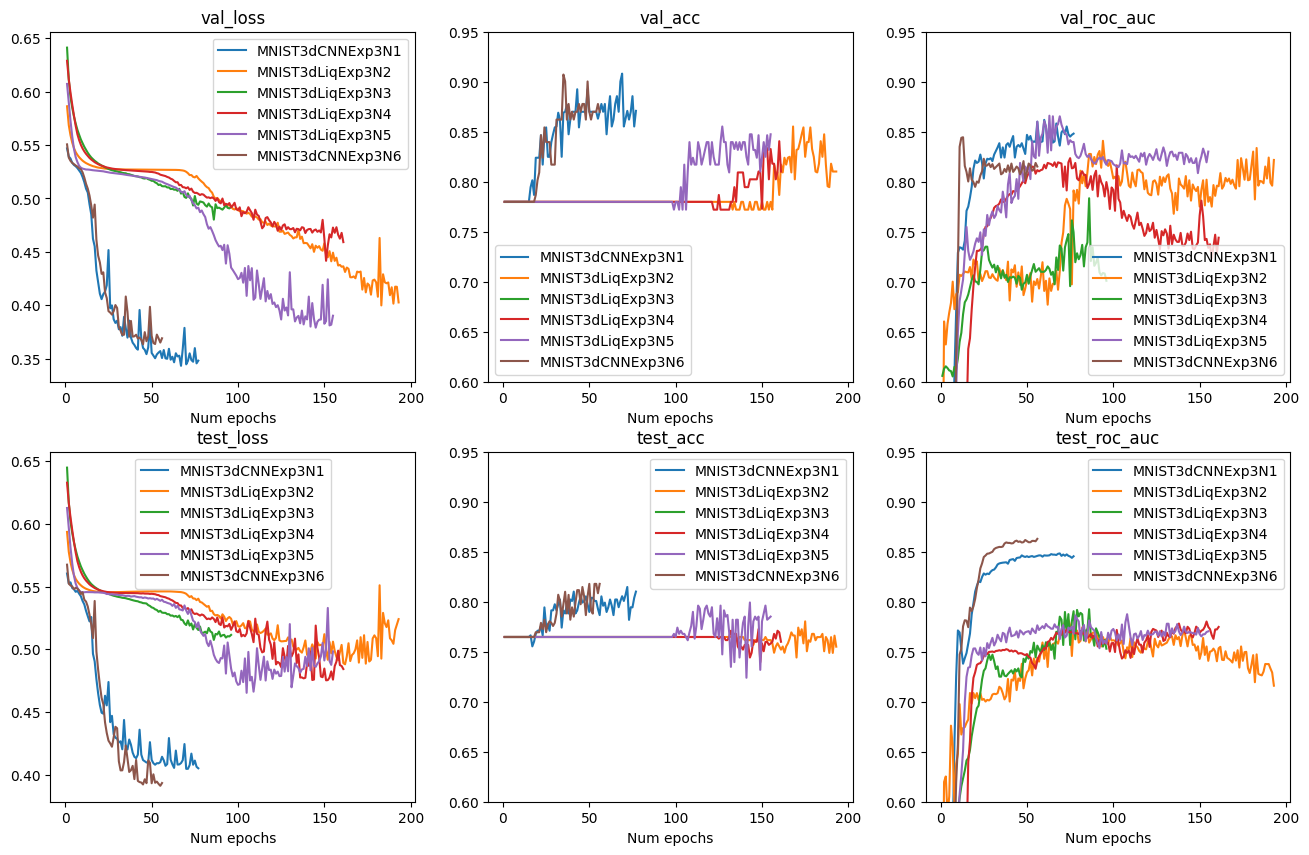 val_loss
0.65
0.60
0.55
0.50
0.45
0.40
0.35
MNIST3dCNNExp3N1
MNIST3dLiqExp3N2
MNIST3dLiqExp3N3
MNIST3dLiqExp3N4
MNIST3dLiqExp3N5
MNIST3dCNNExp3N6
0 50 100 150 200
Num epochs
val_acc
0.95
0.90
0.85
0.80
0.75
0.70
0.65
0.60
MNIST3dCNNExp3N1
MNIST3dLiqExp3N2
MNIST3dLiqExp3N3
MNIST3dLiqExp3N4
MNIST3dLiqExp3N5
MNIST3dCNNExp3N6
0 50 100 150 200
Num epochs
val_roc_auc
0.95
0.90
0.85
0.80
0.75
0.70
0.65
0.60
MNIST3dCNNExp3N1
MNIST3dLiqExp3N2
MNIST3dLiqExp3N3
MNIST3dLiqExp3N4
MNIST3dLiqExp3N5
MNIST3dCNNExp3N6
0 50 100 150 200
Num epochs
test_loss
0.65
0.60
0.55
0.50
0.45
0.40
MNIST3dCNNExp3N1
MNIST3dLiqExp3N2
MNIST3dLiqExp3N3
MNIST3dLiqExp3N4
MNIST3dLiqExp3N5
MNIST3dCNNExp3N6
0 50 100 150 200
Num epochs
test_acc
0.95
0.90
0.85
0.80
0.75
0.70
0.65
0.60
MNIST3dCNNExp3N1
MNIST3dLiqExp3N2
MNIST3dLiqExp3N3
MNIST3dLiqExp3N4
MNIST3dLiqExp3N5
MNIST3dCNNExp3N6
0 50 100 150 200
Num epochs
test_roc_auc
0.95
0.90
0.85
0.80
0.75
0.70
0.65
0.60
MNIST3dCNNExp3N1
MNIST3dLiqExp3N2
MNIST3dLiqExp3N3
MNIST3dLiqExp3N4
MNIST3dLiqExp3N5
MNIST3dCNNExp3N6
0 50 100 150 200
Num epochs